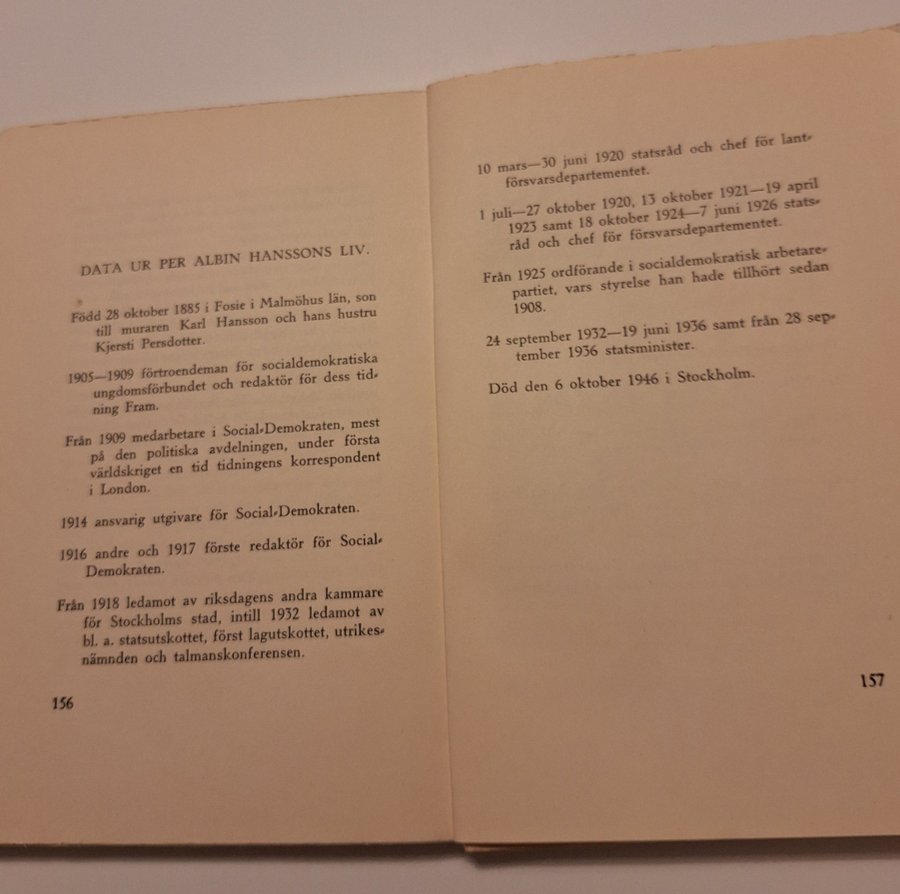 DATA UR PER ALBIN HANSSONS LIV.
Född 28 oktober 1885 i Fosie i Malmöhus län, son
till muraren Karl Hansson och hans hustru
Kjersti Persdotter.
1905—1909 förtroendeman för socialdemokratiska
ungdomsförbundet och redaktör för dess tid-
ning Fram.
Från 1909 medarbetare i Social-Demokraten, mest
på den politiska avdelningen, under första
världskriget en tid tidningens korrespondent
i London.
1914 ansvarig utgivare för Social-Demokraten.
1916 andre och 1917 förste redaktör för Social-
Demokraten.
Från 1918 ledamot av riksdagens andra kammare
för Stockholms stad, intill 1932 ledamot av
bl. a. statsutskottet, först lagutskottet, utrikes-
nämnden och talmanskonferensen.
156
10 mars—30 juni 1920 statsråd och chef för lant-
försvarsdepartementet.
1 juli—27 oktober 1920, 13 oktober 1921—19 april
1923 samt 18 oktober 1924—7 juni 1926 stats-
råd och chef för försvarsdepartementet.
Från 1925 ordförande i socialdemokratisk arbetare-
partiet, vars styrelse han hade tillhört sedan
1908.
24 september 1932—19 juni 1936 samt från 28 sep-
tember 1936 statsminister.
Död den 6 oktober 1946 i Stockholm.
157